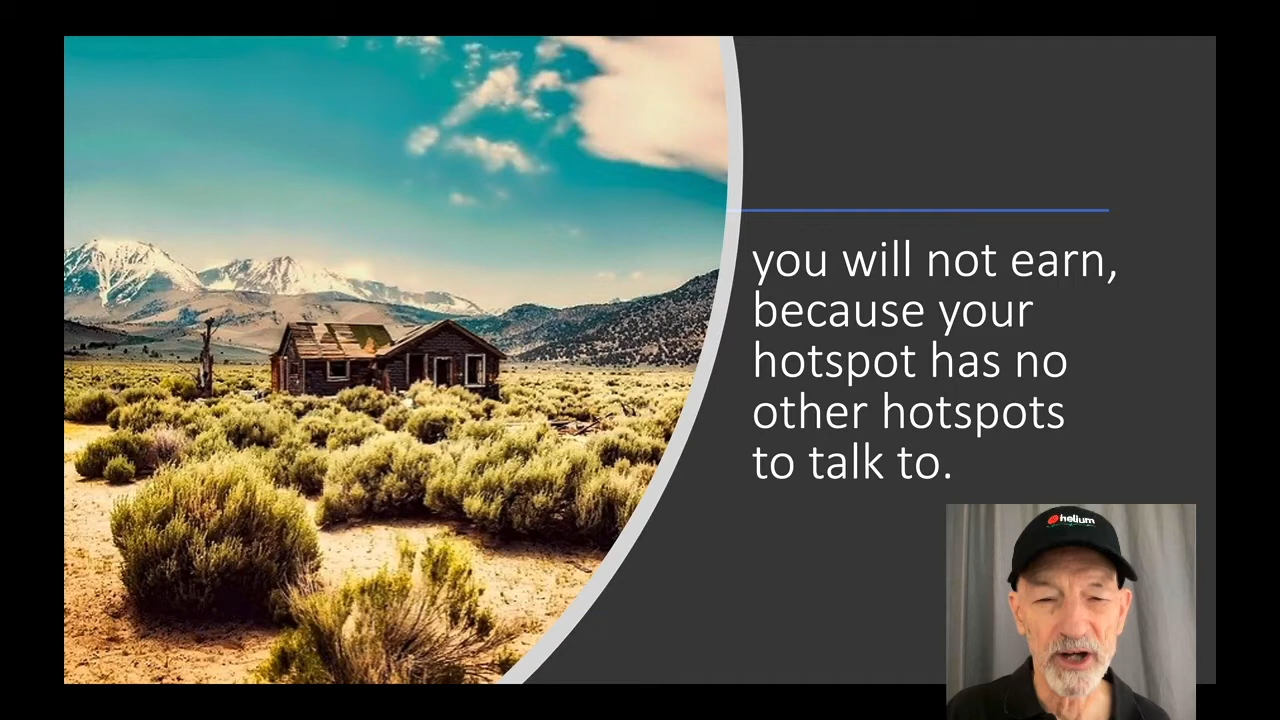 you will not earn,
because your
hotspot has no
other hotspots
to talk to.
helium